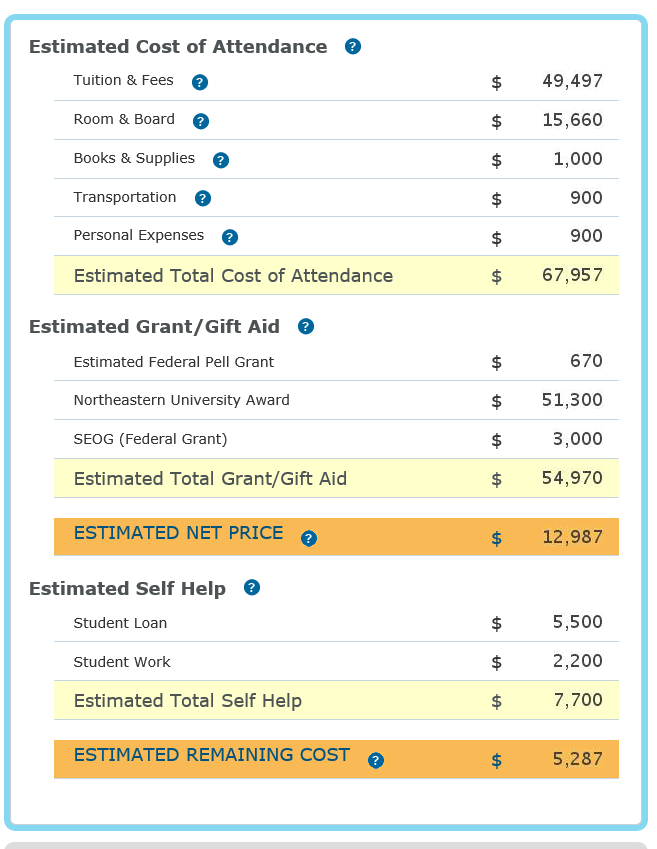 Estimated Cost of Attendance ?
Tuition & Fees ? $ 49,497
Room & Board ? $ 15,660
Books & Supplies ? $ 1,000
Transportation ? $ 900
Personal Expenses ? $ 900
Estimated Total Cost of Attendance $ 67,957
Estimated Grant/Gift Aid ?
Estimated Federal Pell Grant $ 670
Northeastern University Award $ 51,300
SEOG (Federal Grant) $ 3,000
Estimated Total Grant/Gift Aid $ 54,970
ESTIMATED NET PRICE ? $ 12,987
Estimated Self Help ?
Student Loan $ 5,500
Student Work $ 2,200
Estimated Total Self Help $ 7,700
ESTIMATED REMAINING COST ? $ 5,287